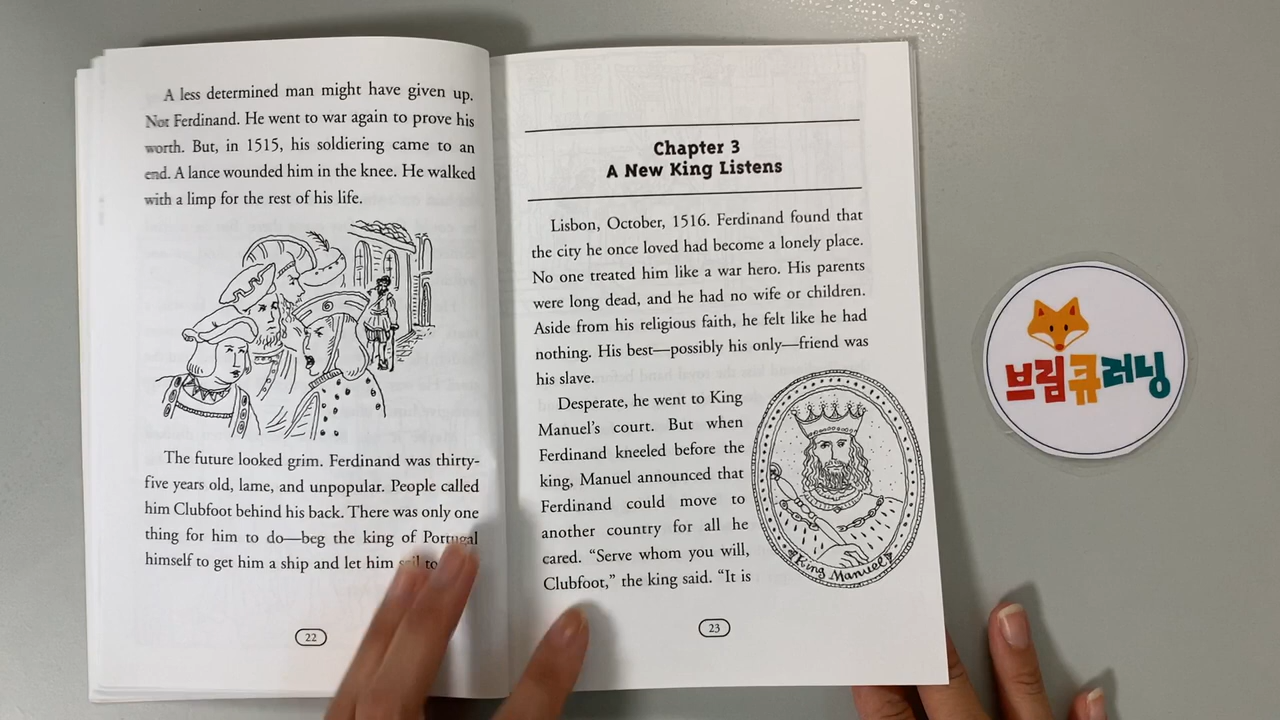 A less determined man might have given up.
Not Ferdinand. He went to war again to prove his
worth. But, in 1515, his soldiering came to an
end. A lance wounded him in the knee. He walked
with a limp for the rest of his life.
The future looked grim. Ferdinand was thirty-
five years old, lame, and unpopular. People called
him Clubfoot behind his back. There was only one
thing for him to do—beg the king of Portugal
himself to get him a ship and let him sail to
22
Chapter 3
A New King Listens
Lisbon, October, 1516. Ferdinand found that
the city he once loved had become a lonely place.
No one treated him like a war hero. His parents
were long dead, and he had no wife or children.
Aside from his religious faith, he felt like he had
nothing. His best—possibly his only—friend was
his slave.
Desperate, he went to King
Manuel's court. But when
Ferdinand kneeled before the
king, Manuel announced that
Ferdinand could move to
another country for all he
cared. “Serve whom you will,
Clubfoot,” the king said. “It is
King Manuel
23
브림큐러닝